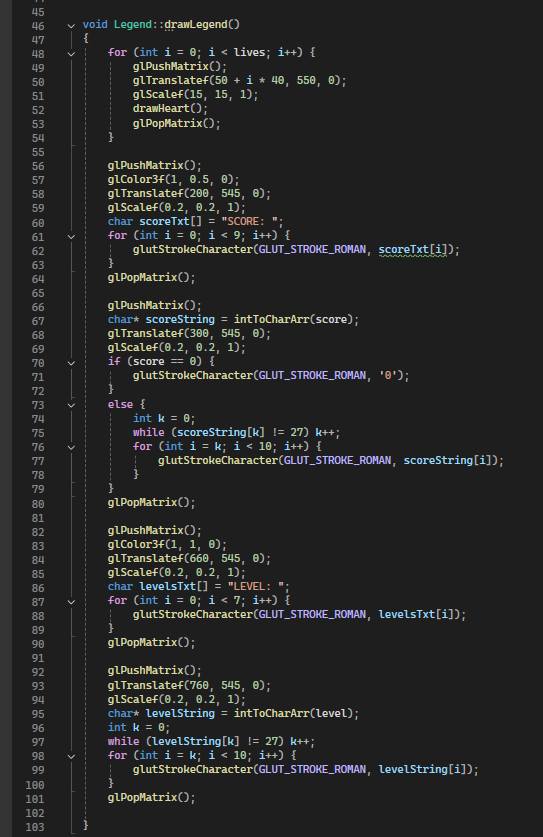 45
46 void Legend::drawLegend()
47 {
48 for (int i = 0; i < lives; i++) {
49 glPushMatrix();
50 glTranslatef(50 + i * 40, 550, 0);
51 glScalef(15, 15, 1);
52 drawHeart();
53 glPopMatrix();
54 }
55
56 glPushMatrix();
57 glColor3f(1, 0.5, 0);
58 glTranslatef(200, 545, 0);
59 glScalef(0.2, 0.2, 1);
60 char scoreTxt[] = "SCORE: ";
61 for (int i = 0; i < 9; i++) {
62 glutStrokeCharacter(GLUT_STROKE_ROMAN, scoreTxt[i]);
63 }
64 glPopMatrix();
65
66 glPushMatrix();
67 char* scoreString = intToCharArr(score);
68 glTranslatef(300, 545, 0);
69 glScalef(0.2, 0.2, 1);
70 if (score == 0) {
71 glutStrokeCharacter(GLUT_STROKE_ROMAN, '0');
72 }
73 else {
74 int k = 0;
75 while (scoreString[k] != 27) k++;
76 for (int i = k; i < 10; i++) {
77 glutStrokeCharacter(GLUT_STROKE_ROMAN, scoreString[i]);
78 }
79 }
80 glPopMatrix();
81
82 glPushMatrix();
83 glColor3f(1, 1, 0);
84 glTranslatef(660, 545, 0);
85 glScalef(0.2, 0.2, 1);
86 char levelsTxt[] = "LEVEL: ";
87 for (int i = 0; i < 7; i++) {
88 glutStrokeCharacter(GLUT_STROKE_ROMAN, levelsTxt[i]);
89 }
90 glPopMatrix();
91
92 glPushMatrix();
93 glTranslatef(760, 545, 0);
94 glScalef(0.2, 0.2, 1);
95 char* levelString = intToCharArr(level);
96 int k = 0;
97 while (levelString[k] != 27) k++;
98 for (int i = k; i < 10; i++) {
99 glutStrokeCharacter(GLUT_STROKE_ROMAN, levelString[i]);
100 }
101 glPopMatrix();
102
103 }